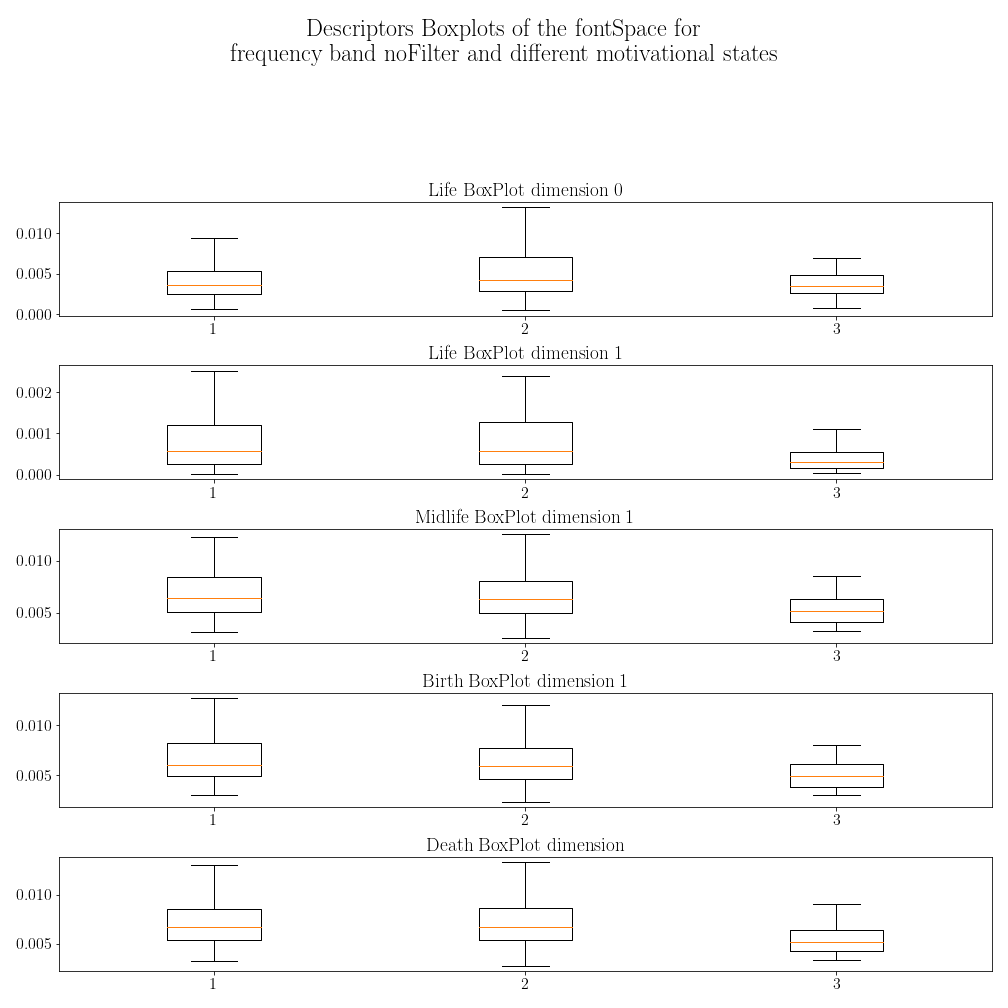 Descriptors Boxplots of the fontSpace for
frequency band noFilter and different motivational states
Life BoxPlot dimension 0
0.010
0.005
0.000
1 2 3
Life BoxPlot dimension 1
0.002
0.001
0.000
1 2 3
Midlife BoxPlot dimension 1
0.010
0.005
1 2 3
Birth BoxPlot dimension 1
0.010
0.005
1 2 3
Death BoxPlot dimension
0.010
0.005
1 2 3